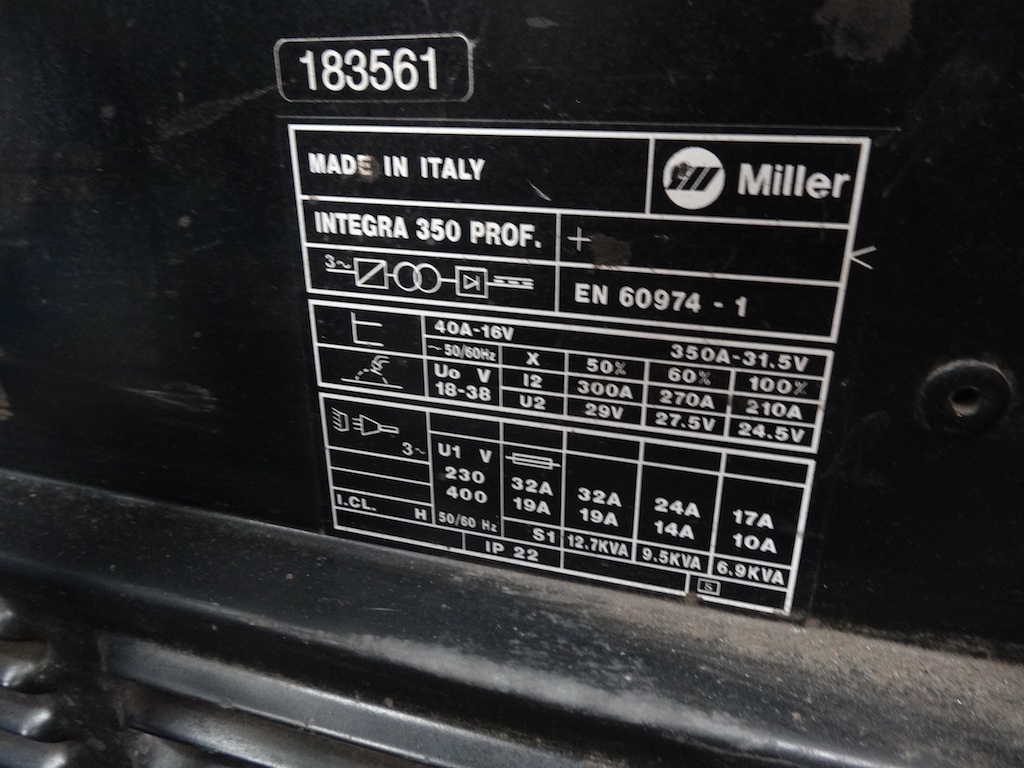 183561
MADE IN ITALY
Miller
INTEGRA 350 PROF.
+
3~
EN 60974 - 1
40A-16V 350A-31.5V
~ 50/60Hz X 50% 60% 100%
Uo V I2 300A 270A 210A
18-38 U2 29V 27.5V 24.5V
3~
U1 V
230 32A 32A 24A 17A
400 19A 19A 14A 10A
I.CL. H 50/60 Hz S1 12.7KVA 9.5KVA 6.9KVA
IP 22 S